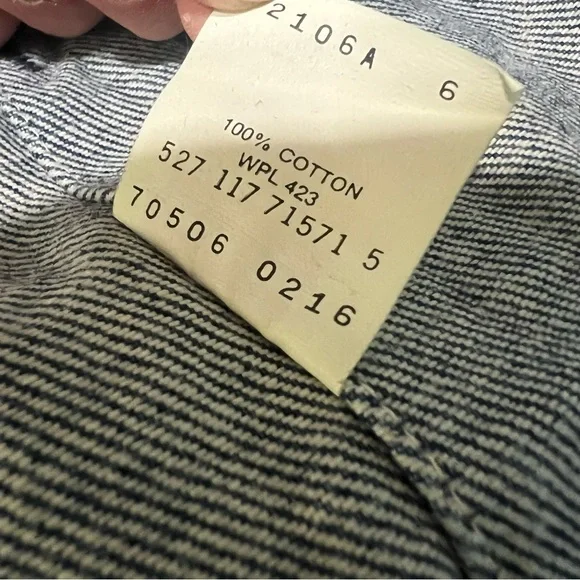 2106A 6
100% COTTON
WPL 423
527 117 71571 5
70506 0216